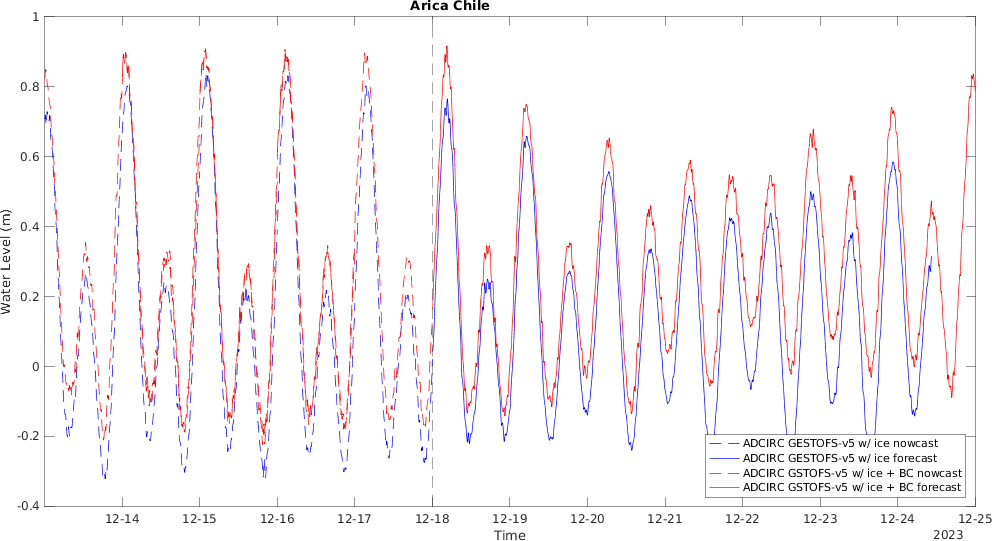 Arica Chile
Water Level (m)
1
0.8
0.6
0.4
0.2
0
-0.2
-0.4
ADCIRC GESTOFS-v5 w/ ice nowcast
ADCIRC GESTOFS-v5 w/ ice forecast
ADCIRC GSTOFS-v5 w/ ice + BC nowcast
ADCIRC GSTOFS-v5 w/ ice + BC forecast
12-14 12-15 12-16 12-17 12-18 12-19 12-20 12-21 12-22 12-23 12-24 12-25
Time
2023